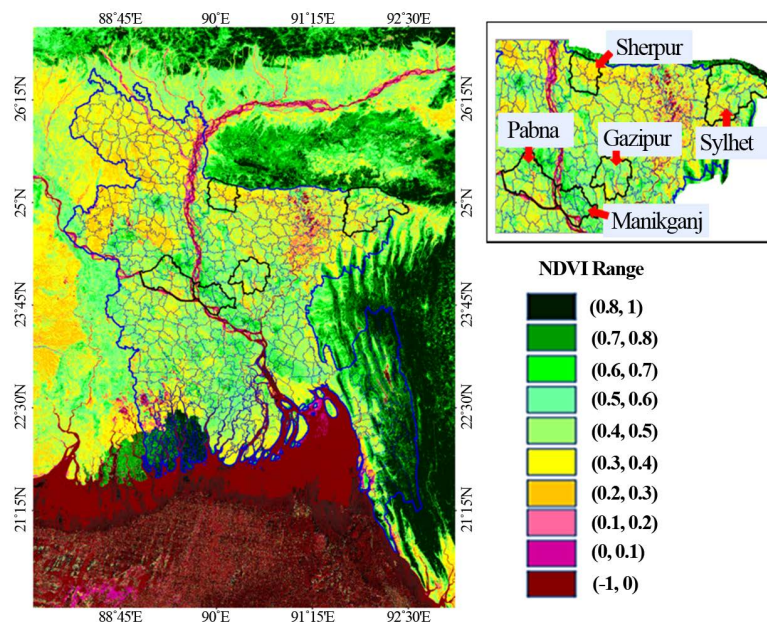 88°45'E 90°E 91°15'E 92°30'E
26°15'N
25°N
23°45'N
22°30'N
21°15'N
26°15'N
25°N
23°45'N
22°30'N
21°15'N
88°45'E 90°E 91°15'E 92°30'E
Sherpur
Pabna
Gazipur
Sylhet
Manikganj
NDVI Range
(0.8, 1)
(0.7, 0.8)
(0.6, 0.7)
(0.5, 0.6)
(0.4, 0.5)
(0.3, 0.4)
(0.2, 0.3)
(0.1, 0.2)
(0, 0.1)
(-1, 0)